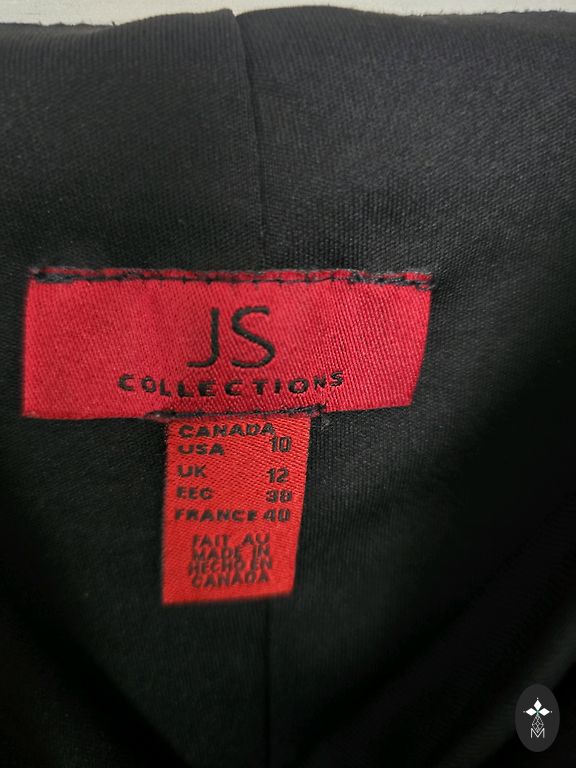 JS
COLLECTIONS
CANADA
USA 10
UK 12
EEC 38
FRANCE 40
FAIT AU
MADE IN
HECHO EN
CANADA
M